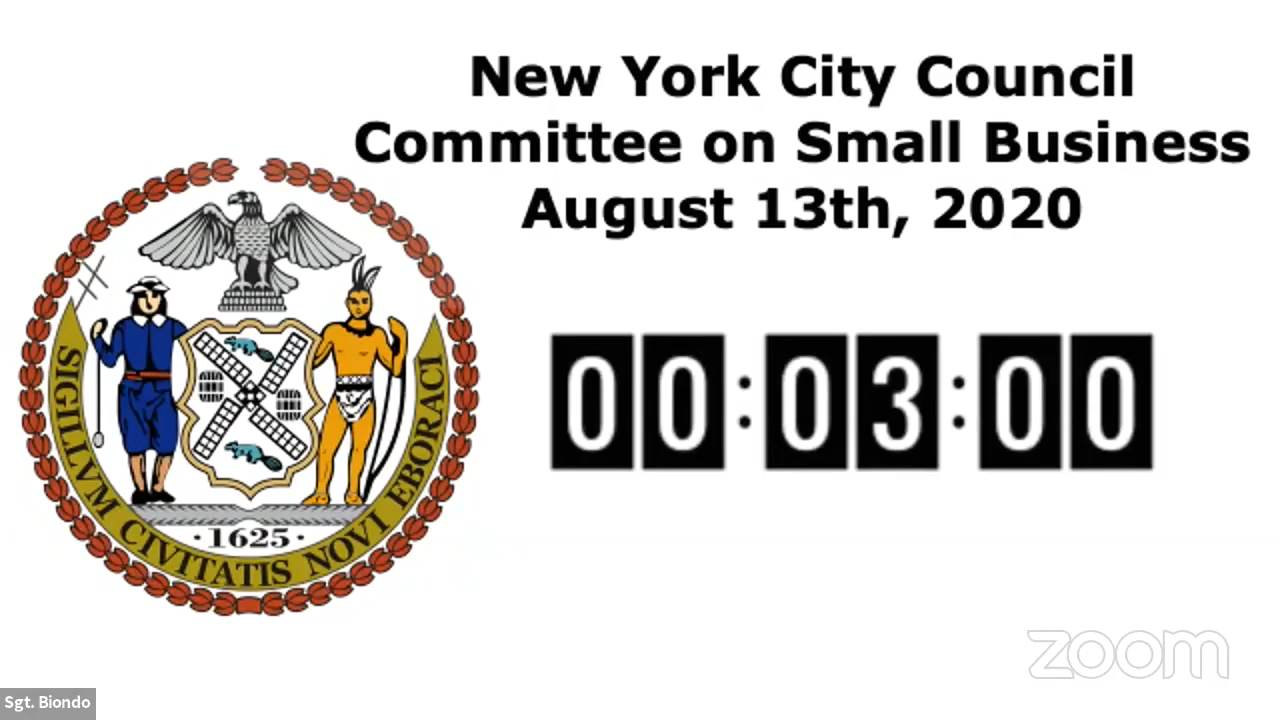 New York City Council
Committee on Small Business
August 13th, 2020
00:03:00
SIGILLVM CIVITATIS NOVI EBORACI
·1625·
zoom
Sgt. Biondo